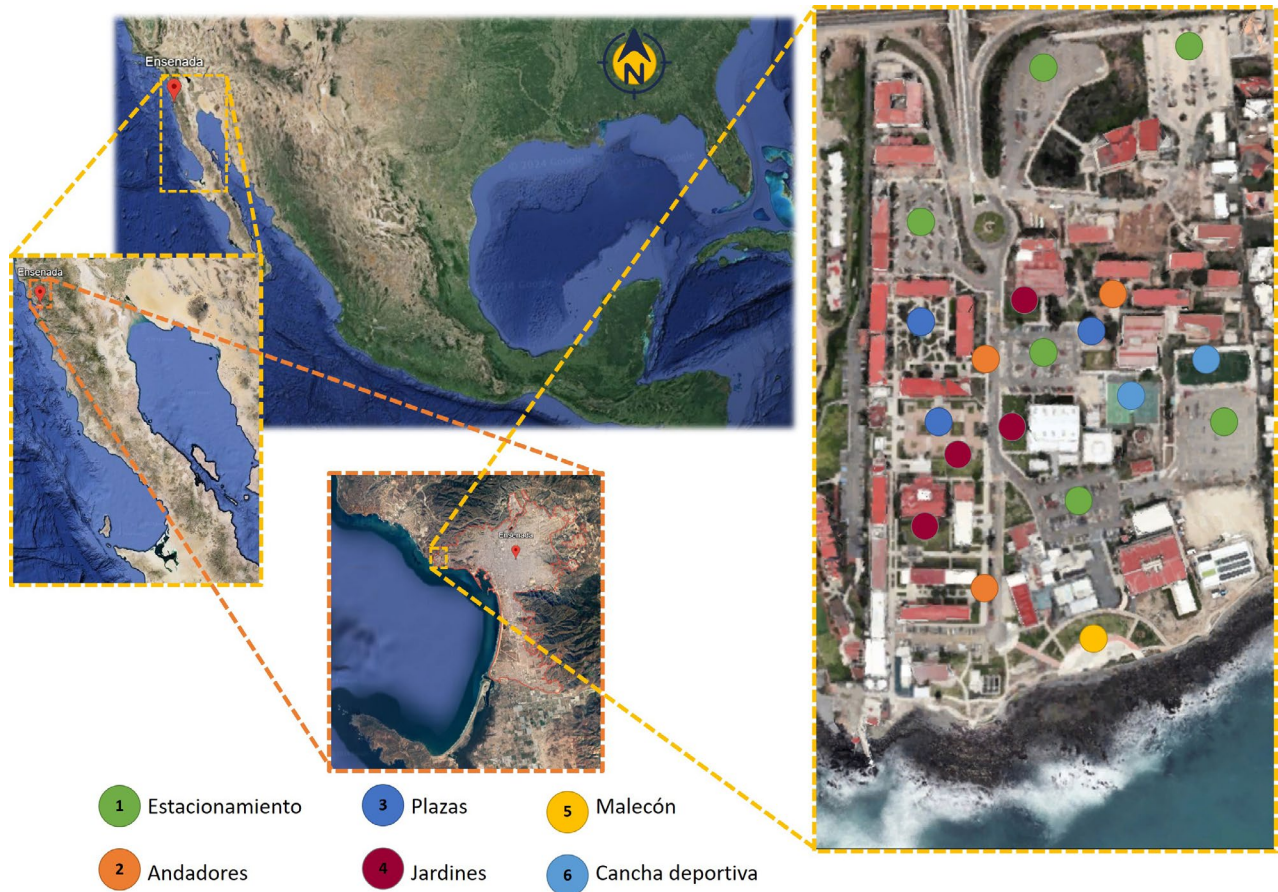 N
Ensenada
Ensenada
Ensenada
1 Estacionamiento
3 Plazas
5 Malecón
2 Andadores
4 Jardines
6 Cancha deportiva